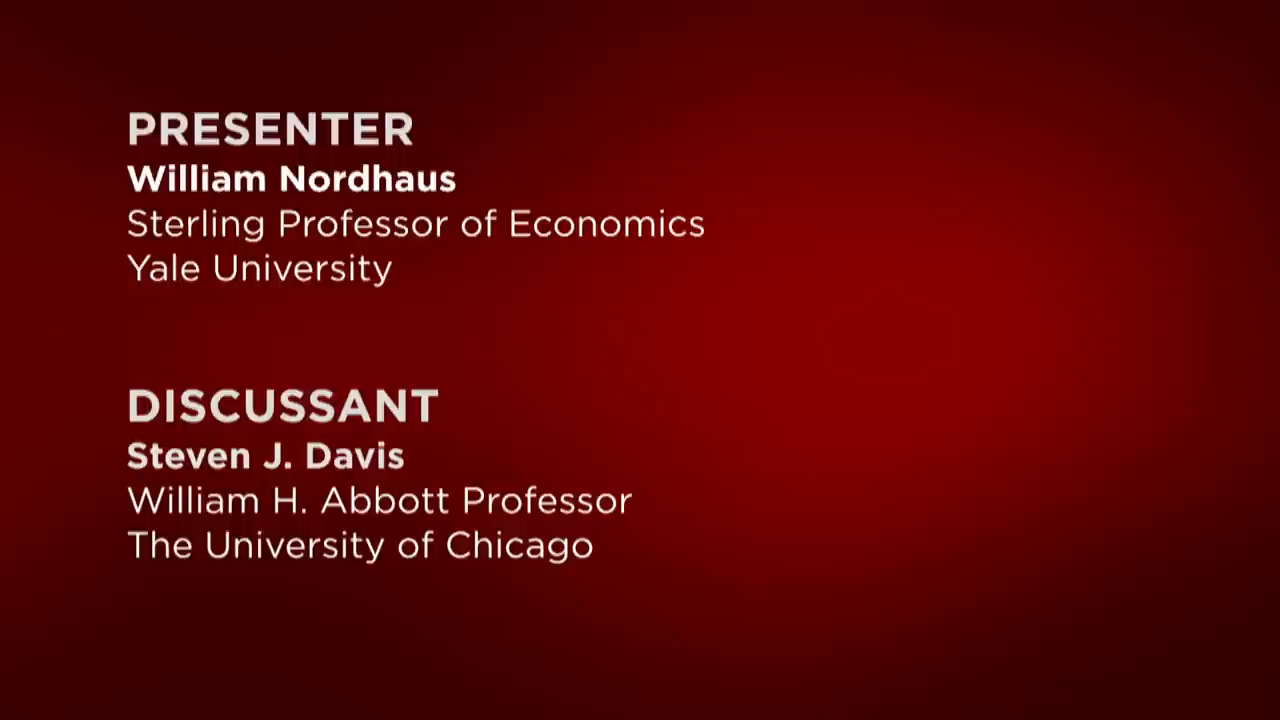 PRESENTER
William Nordhaus
Sterling Professor of Economics
Yale University
DISCUSSANT
Steven J. Davis
William H. Abbott Professor
The University of Chicago